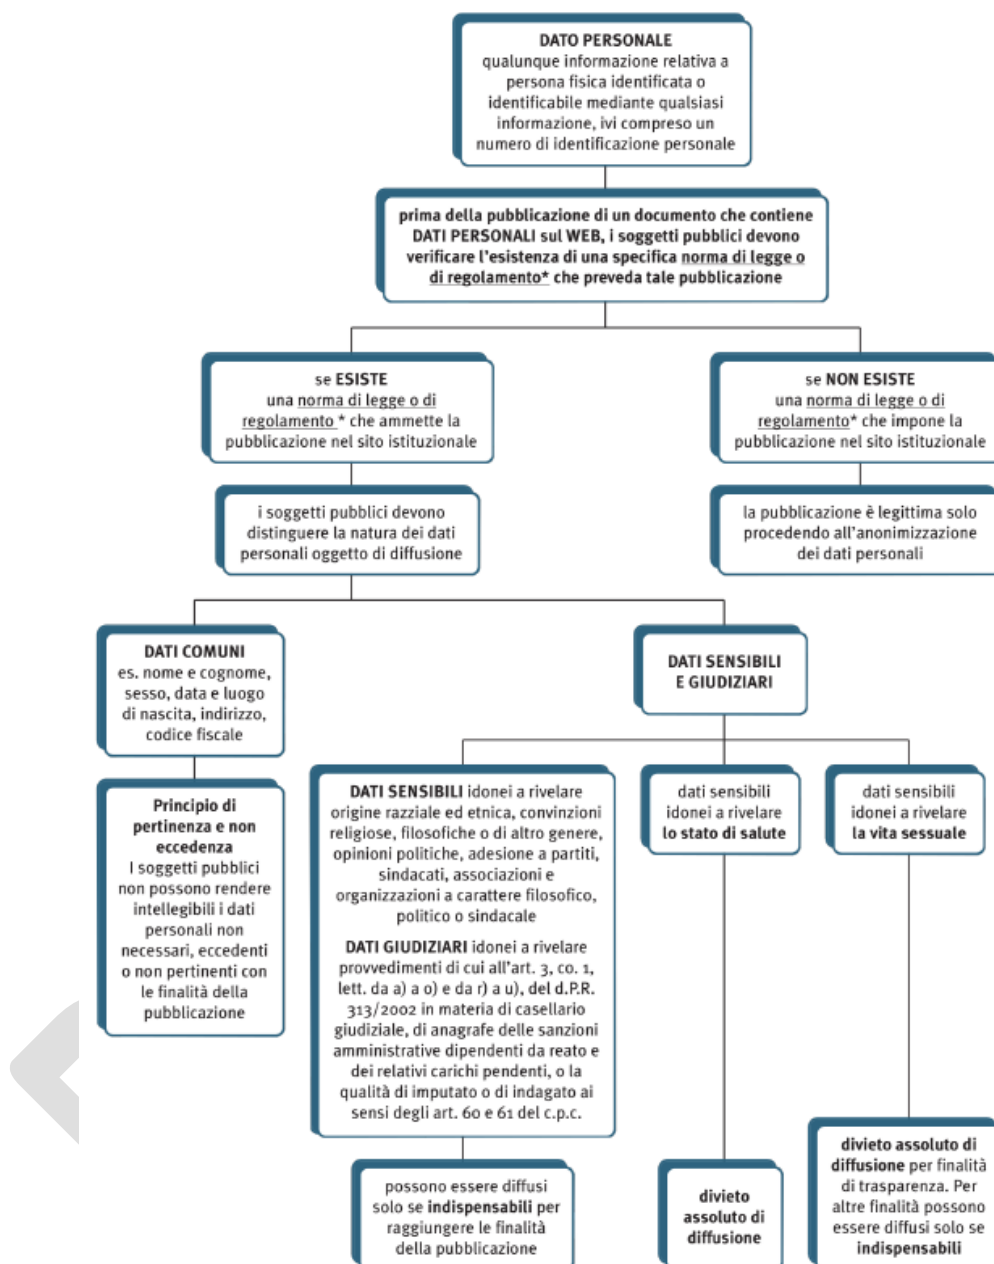 DATO PERSONALE
qualunque informazione relativa a
persona fisica identificata o
identificabile mediante qualsiasi
informazione, ivi compreso un
numero di identificazione personale
prima della pubblicazione di un documento che contiene
DATI PERSONALI sul WEB, i soggetti pubblici devono
verificare l'esistenza di una specifica norma di legge o
di regolamento* che preveda tale pubblicazione
se ESISTE
una norma di legge o di
regolamento * che ammette la
pubblicazione nel sito istituzionale
se NON ESISTE
una norma di legge o di
regolamento* che impone la
pubblicazione nel sito istituzionale
i soggetti pubblici devono
distinguere la natura dei dati
personali oggetto di diffusione
la pubblicazione è legittima solo
procedendo all'anonimizzazione
dei dati personali
DATI COMUNI
es. nome e cognome,
sesso, data e luogo
di nascita, indirizzo,
codice fiscale
DATI SENSIBILI
E GIUDIZIARI
Principio di
pertinenza e non
eccedenza
I soggetti pubblici
non possono rendere
intellegibili i dati
personali non
necessari, eccedenti
o non pertinenti con
le finalità della
pubblicazione
DATI SENSIBILI idonei a rivelare
origine razziale ed etnica, convinzioni
religiose, filosofiche o di altro genere,
opinioni politiche, adesione a partiti,
sindacati, associazioni e
organizzazioni a carattere filosofico,
politico o sindacale
DATI GIUDIZIARI idonei a rivelare
provvedimenti di cui all'art. 3, co. 1,
lett. da a) a o) e da r) a u), del d.P.R.
313/2002 in materia di casellario
giudiziale, di anagrafe delle sanzioni
amministrative dipendenti da reato e
dei relativi carichi pendenti, o la
qualità di imputato o di indagato ai
sensi degli art. 60 e 61 del c.p.c.
dati sensibili
idonei a rivelare
lo stato di salute
dati sensibili
idonei a rivelare
la vita sessuale
possono essere diffusi
solo se indispensabili per
raggiungere le finalità
della pubblicazione
divieto
assoluto di
diffusione
divieto assoluto di
diffusione per finalità
di trasparenza. Per
altre finalità possono
essere diffusi solo se
indispensabili